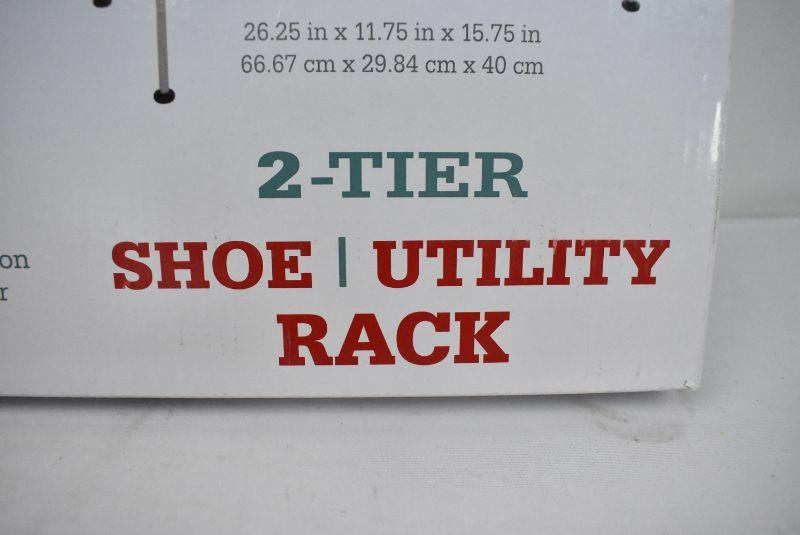 26.25 in x 11.75 in x 15.75 in
66.67 cm x 29.84 cm x 40 cm
2-TIER
on
SHOE | UTILITY
r
RACK